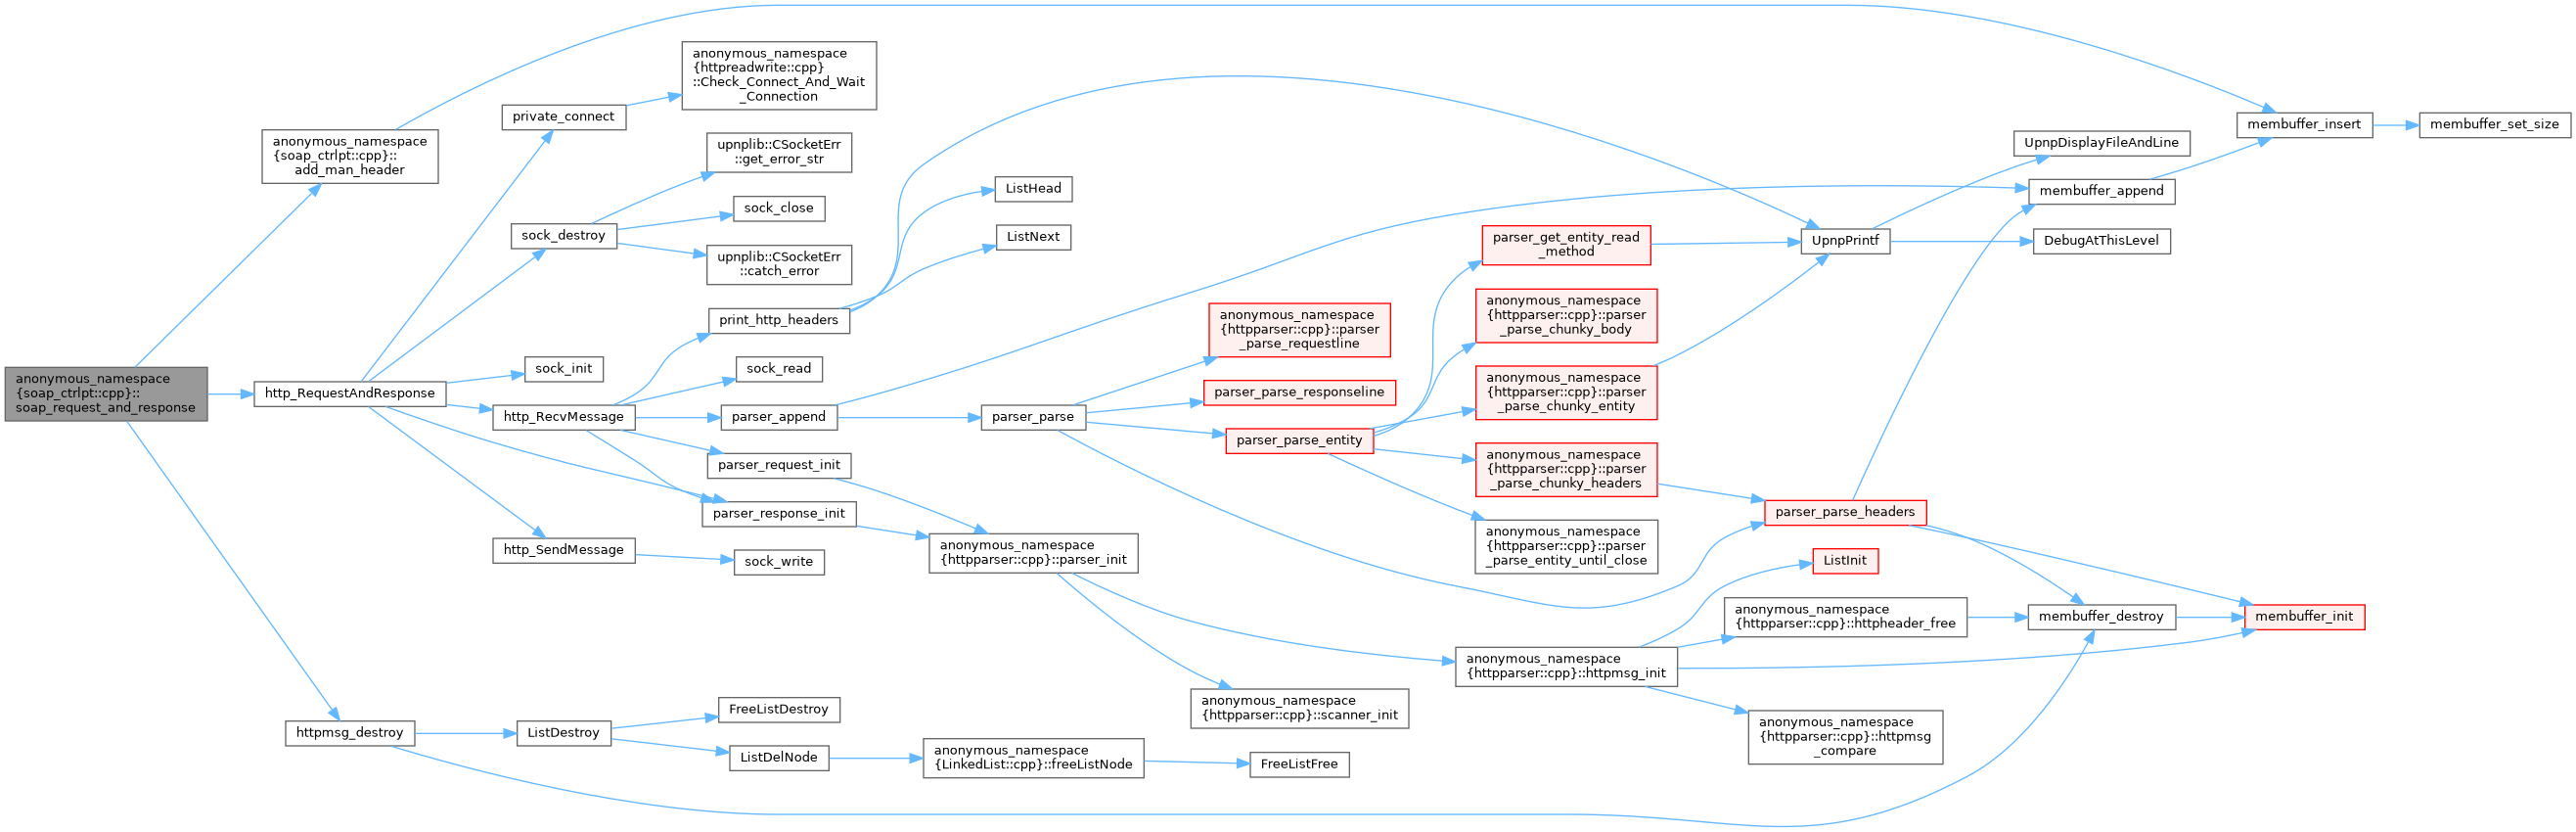 anonymous_namespace
{soap_ctrlpt::cpp}::
soap_request_and_response
anonymous_namespace
{soap_ctrlpt::cpp}::
add_man_header
http_RequestAndResponse
httpmsg_destroy
private_connect
sock_destroy
sock_init
http_RecvMessage
http_SendMessage
ListDestroy
anonymous_namespace
{httpreadwrite::cpp}
::Check_Connect_And_Wait
_Connection
upnplib::CSocketErr
::get_error_str
sock_close
upnplib::CSocketErr
::catch_error
print_http_headers
sock_read
parser_append
parser_request_init
parser_response_init
sock_write
FreeListDestroy
ListDelNode
ListHead
ListNext
parser_parse
anonymous_namespace
{httpparser::cpp}::parser_init
anonymous_namespace
{LinkedList::cpp}::freeListNode
anonymous_namespace
{httpparser::cpp}::parser
_parse_requestline
parser_parse_responseline
parser_parse_entity
anonymous_namespace
{httpparser::cpp}::scanner_init
FreeListFree
parser_get_entity_read
_method
anonymous_namespace
{httpparser::cpp}::parser
_parse_chunky_body
anonymous_namespace
{httpparser::cpp}::parser
_parse_chunky_entity
anonymous_namespace
{httpparser::cpp}::parser
_parse_chunky_headers
anonymous_namespace
{httpparser::cpp}::parser
_parse_entity_until_close
anonymous_namespace
{httpparser::cpp}::httpmsg_init
UpnpPrintf
parser_parse_headers
ListInit
anonymous_namespace
{httpparser::cpp}::httpheader_free
anonymous_namespace
{httpparser::cpp}::httpmsg
_compare
UpnpDisplayFileAndLine
membuffer_append
DebugAtThisLevel
membuffer_destroy
membuffer_insert
membuffer_init
membuffer_set_size